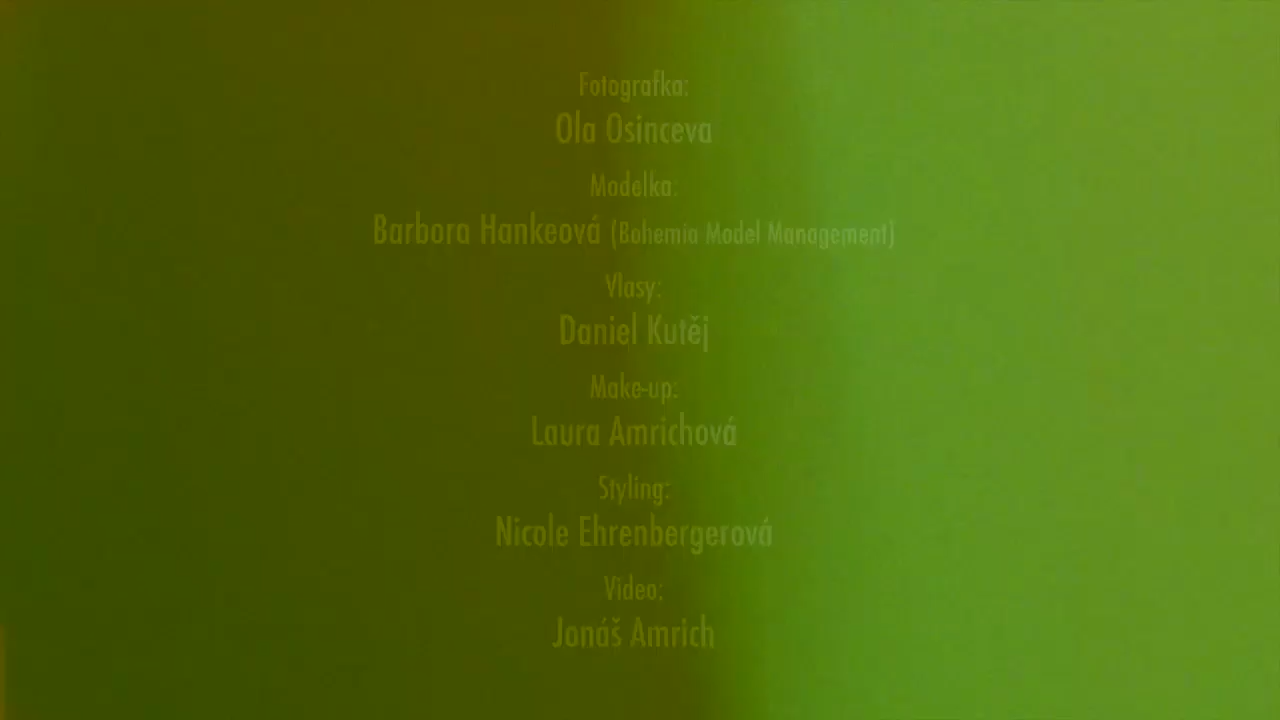 Fotografka:
Ola Osinceva
Modelka:
Barbora Hankeová (Bohemia Model Management)
Vlasy:
Daniel Kutěj
Make-up:
Laura Amrichová
Styling:
Nicole Ehrenbergerová
Video:
Jonáš Amrich